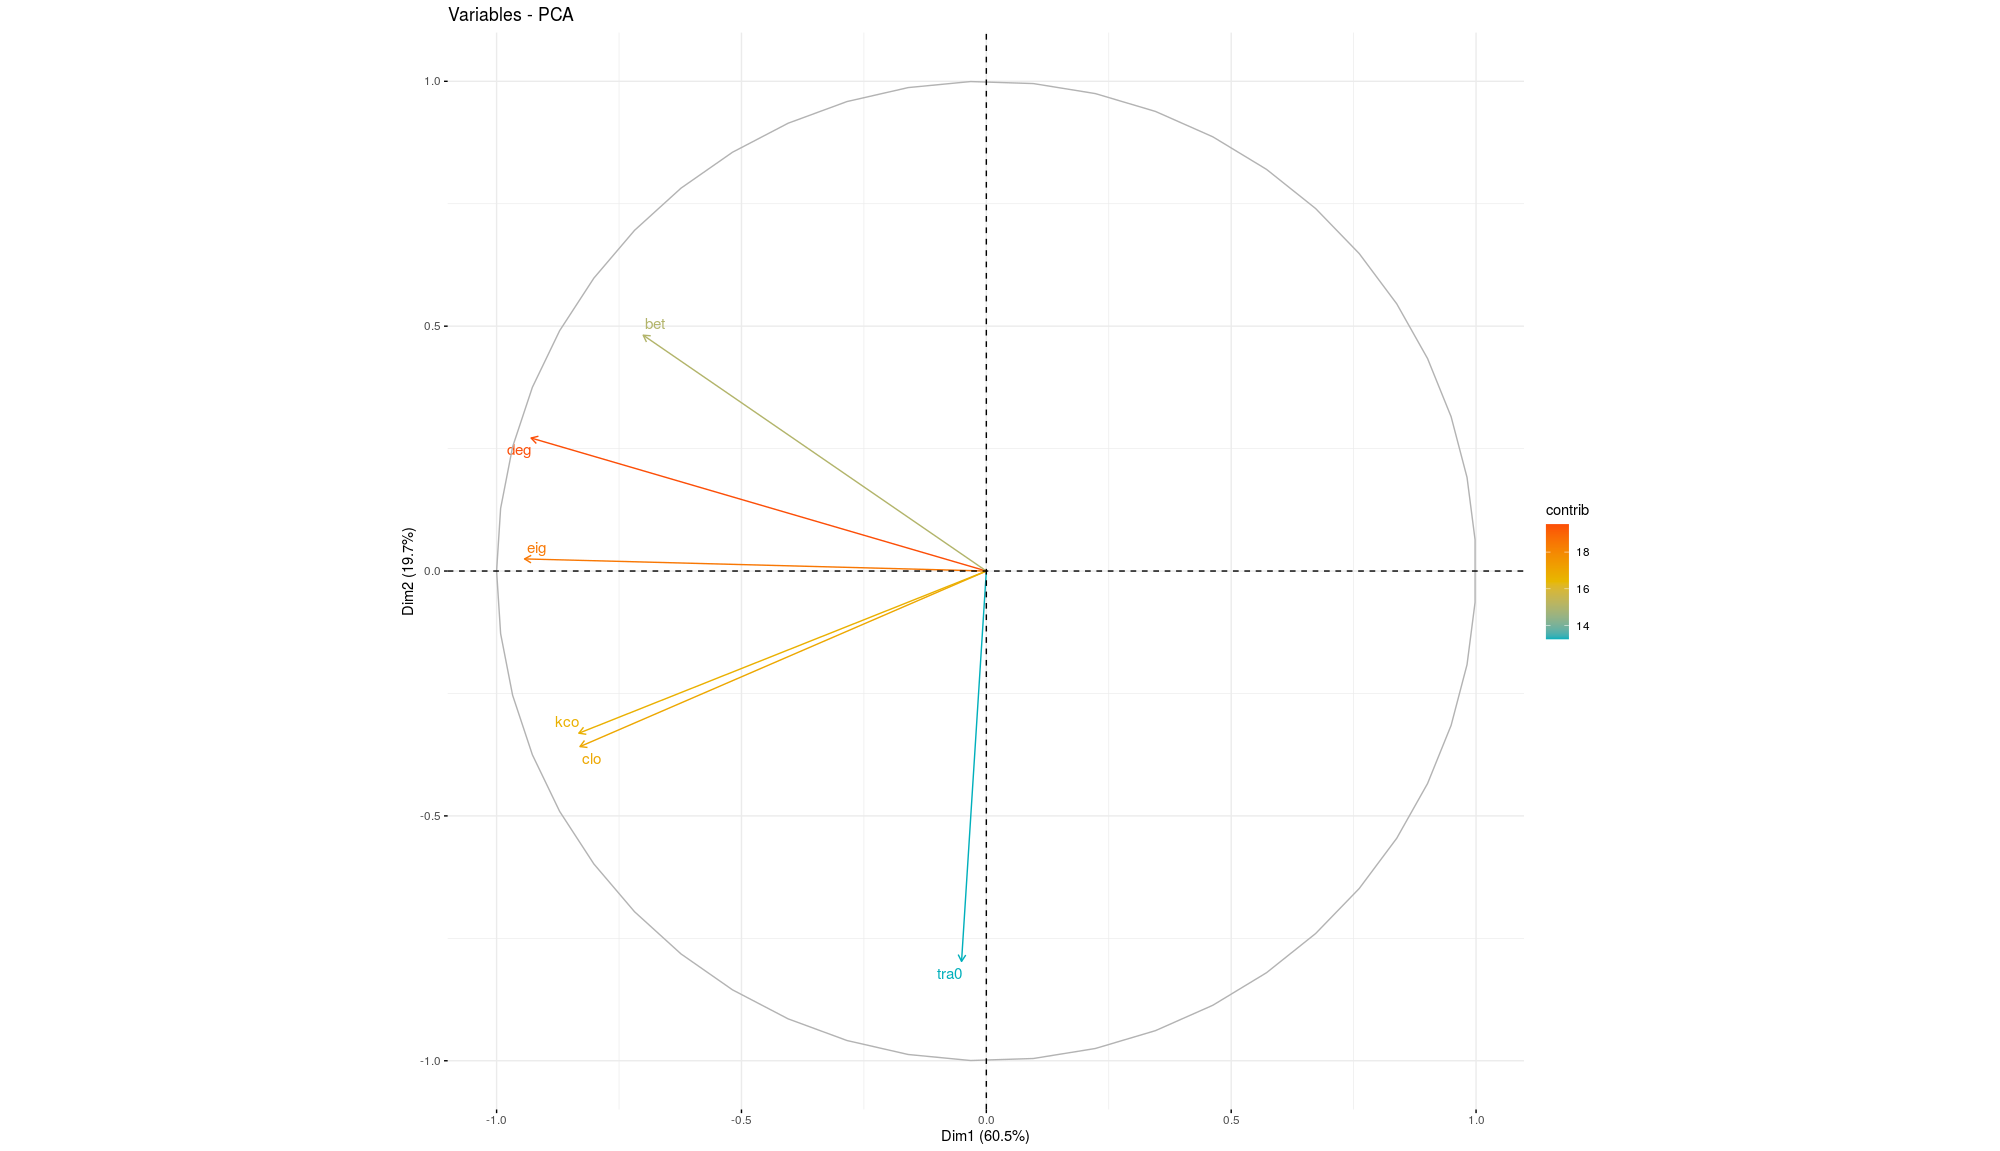 Variables - PCA
1.0
0.5
0.0
-0.5
-1.0
Dim2 (19.7%)
bet
deg
eig
kco
clo
tra0
-1.0
-0.5
0.0
0.5
1.0
Dim1 (60.5%)
contrib
18
16
14